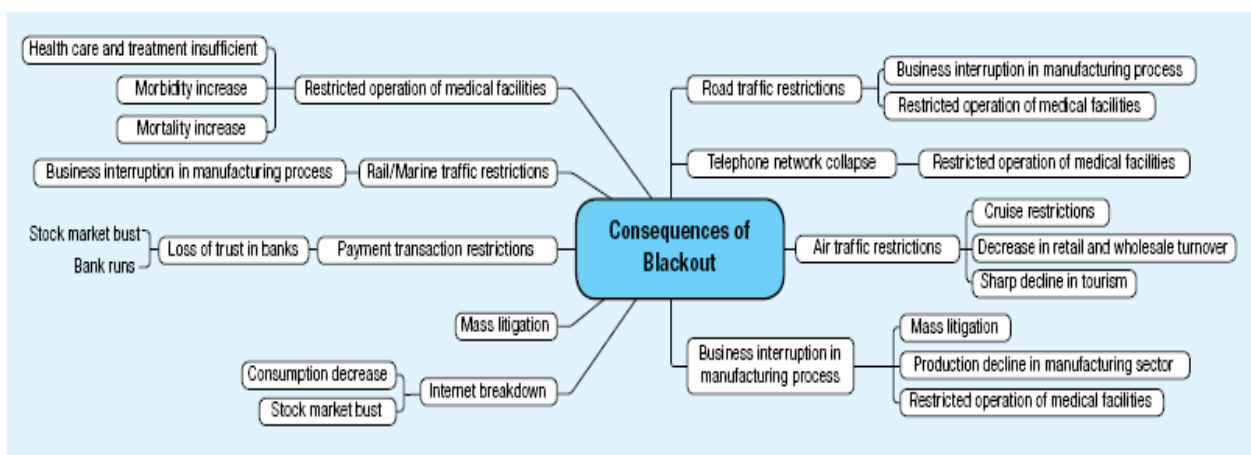 Health care and treatment insufficient
Morbidity increase
Mortality increase
Restricted operation of medical facilities
Business interruption in manufacturing process
Rail/Marine traffic restrictions
Stock market bust
Bank runs
Loss of trust in banks
Payment transaction restrictions
Mass litigation
Consumption decrease
Stock market bust
Internet breakdown
Consequences of
Blackout
Road traffic restrictions
Business interruption in manufacturing process
Restricted operation of medical facilities
Telephone network collapse
Restricted operation of medical facilities
Air traffic restrictions
Cruise restrictions
Decrease in retail and wholesale turnover
Sharp decline in tourism
Business interruption in
manufacturing process
Mass litigation
Production decline in manufacturing sector
Restricted operation of medical facilities